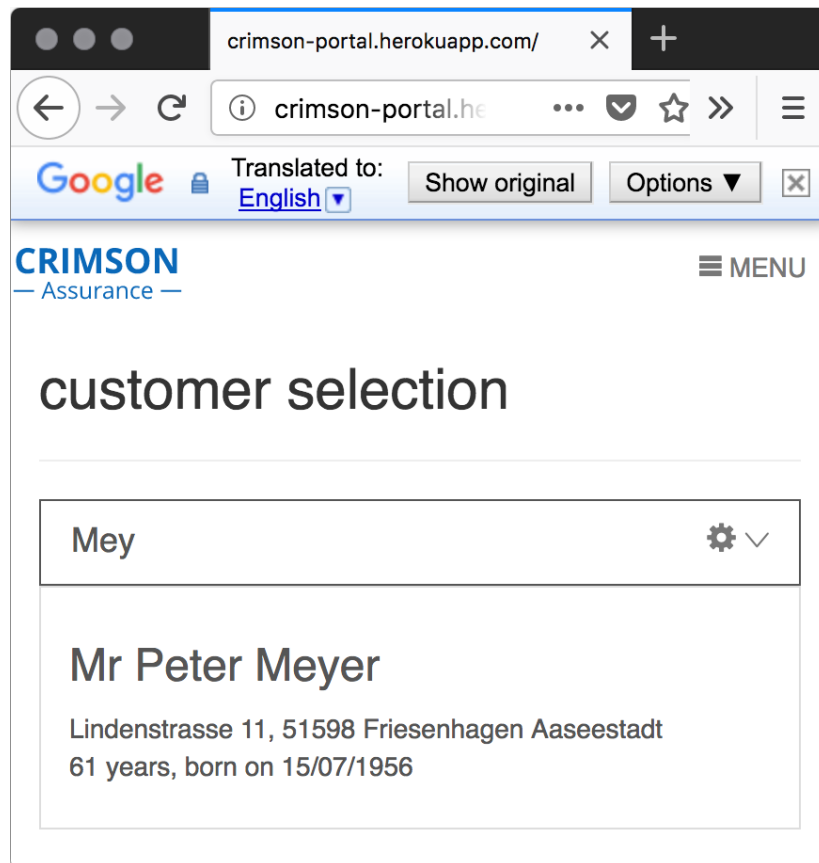 crimson-portal.herokuapp.com/
crimson-portal.he
Google
Translated to:
English
Show original
Options ▼
CRIMSON
— Assurance —
MENU
customer selection
Mey
Mr Peter Meyer
Lindenstrasse 11, 51598 Friesenhagen Aaseestadt
61 years, born on 15/07/1956